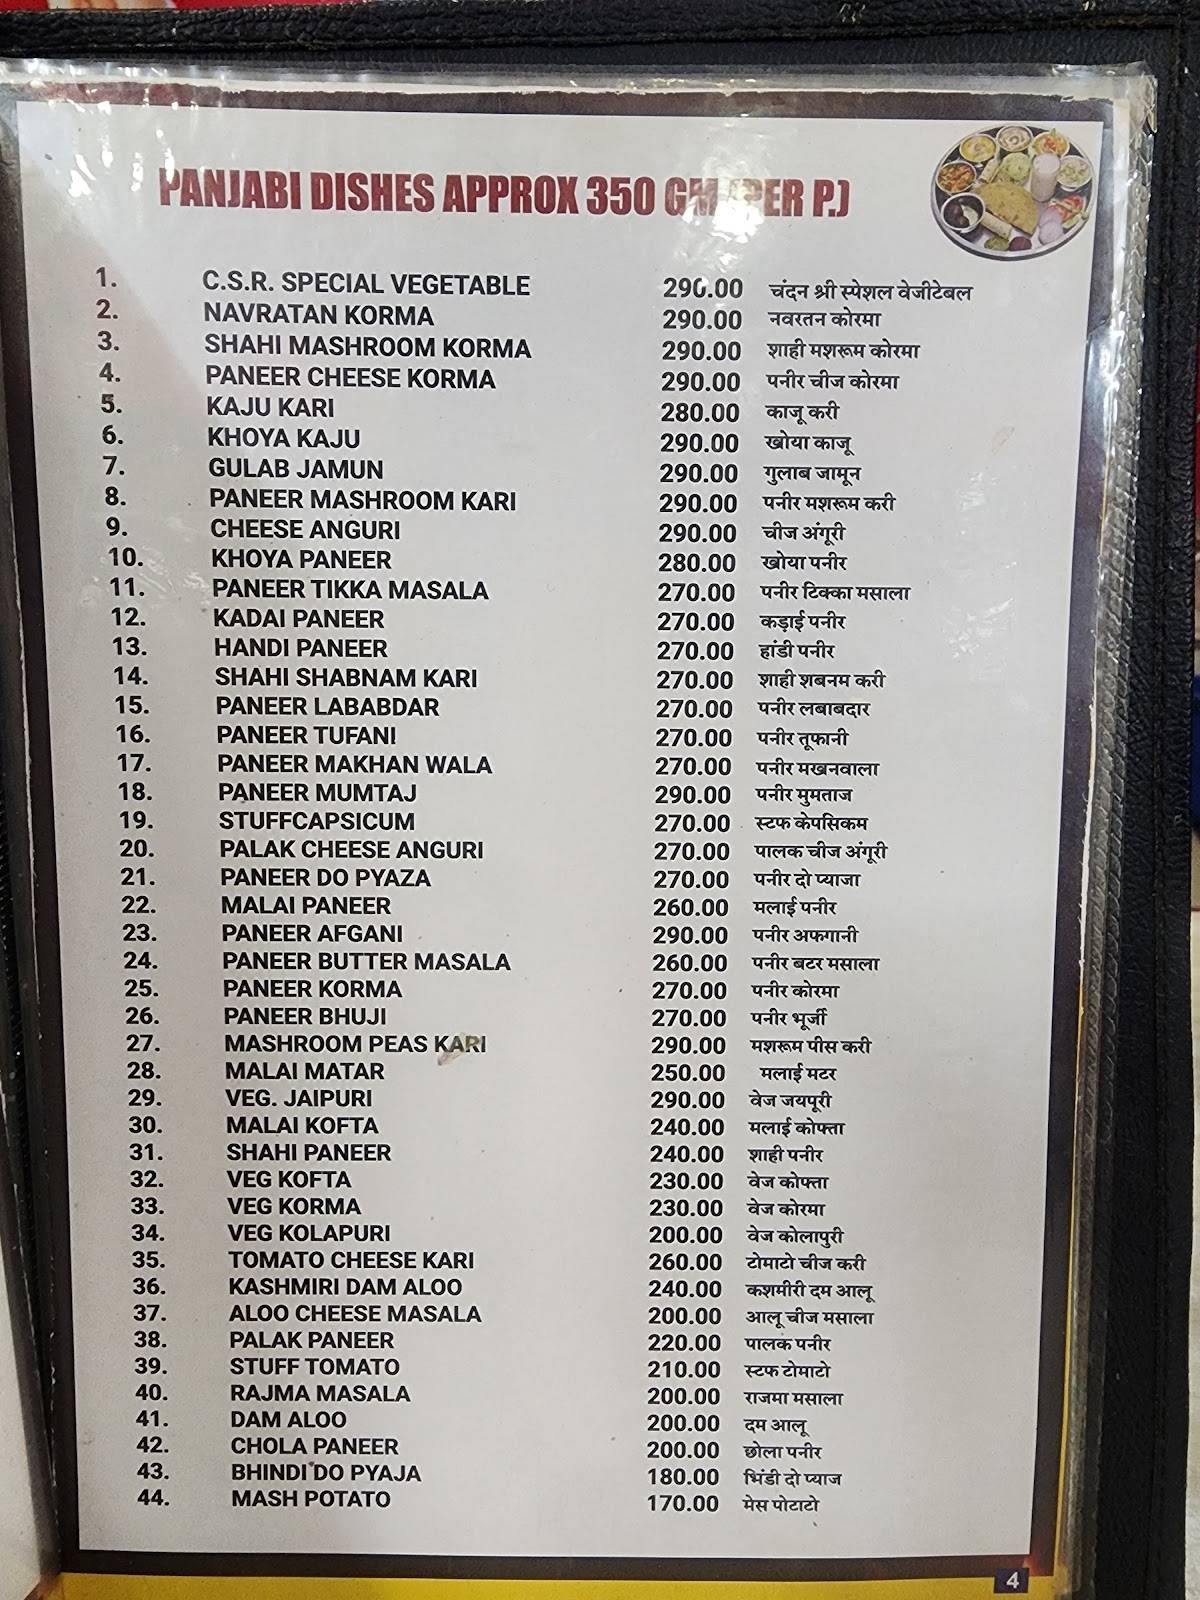 PANJABI DISHES APPROX 350 GM (PER P.)
1. C.S.R. SPECIAL VEGETABLE 290.00 चंदन श्री स्पेशल वेजीटेबल
2. NAVRATAN KORMA 290.00 नवरतन कोरमा
3. SHAHI MASHROOM KORMA 290.00 शाही मशरूम कोरमा
4. PANEER CHEESE KORMA 290.00 पनीर चीज कोरमा
5. KAJU KARI 280.00 काजू करी
6. KHOYA KAJU 290.00 खोया काजू
7. GULAB JAMUN 290.00 गुलाब जामून
8. PANEER MASHROOM KARI 290.00 पनीर मशरूम करी
9. CHEESE ANGURI 290.00 चीज अंगूरी
10. KHOYA PANEER 280.00 खोया पनीर
11. PANEER TIKKA MASALA 270.00 पनीर टिक्का मसाला
12. KADAI PANEER 270.00 कड़ाई पनीर
13. HANDI PANEER 270.00 हांडी पनीर
14. SHAHI SHABNAM KARI 270.00 शाही शबनम करी
15. PANEER LABABDAR 270.00 पनीर लबाबदार
16. PANEER TUFANI 270.00 पनीर तूफानी
17. PANEER MAKHAN WALA 270.00 पनीर मखनवाला
18. PANEER MUMTAJ 290.00 पनीर मुमताज
19. STUFFCAPSICUM 270.00 स्टफ केपसिकम
20. PALAK CHEESE ANGURI 270.00 पालक चीज अंगूरी
21. PANEER DO PYAZA 270.00 पनीर दो प्याजा
22. MALAI PANEER 260.00 मलाई पनीर
23. PANEER AFGANI 290.00 पनीर अफगानी
24. PANEER BUTTER MASALA 260.00 पनीर बटर मसाला
25. PANEER KORMA 270.00 पनीर कोरमा
26. PANEER BHUJI 270.00 पनीर भूर्जी
27. MASHROOM PEAS KARI 290.00 मशरूम पीस करी
28. MALAI MATAR 250.00 मलाई मटर
29. VEG. JAIPURI 290.00 वेज जयपूरी
30. MALAI KOFTA 240.00 मलाई कोफ्ता
31. SHAHI PANEER 240.00 शाही पनीर
32. VEG KOFTA 230.00 वेज कोफ्ता
33. VEG KORMA 230.00 वेज कोरमा
34. VEG KOLAPURI 200.00 वेज कोलापुरी
35. TOMATO CHEESE KARI 260.00 टोमाटो चीज करी
36. KASHMIRI DAM ALOO 240.00 कशमीरी दम आलू
37. ALOO CHEESE MASALA 200.00 आलू चीज मसाला
38. PALAK PANEER 220.00 पालक पनीर
39. STUFF TOMATO 210.00 स्टफ टोमाटो
40. RAJMA MASALA 200.00 राजमा मसाला
41. DAM ALOO 200.00 दम आलू
42. CHOLA PANEER 200.00 छोला पनीर
43. BHINDI DO PYAJA 180.00 भिंडी दो प्याज
44. MASH POTATO 170.00 मेस पोटाटो
4